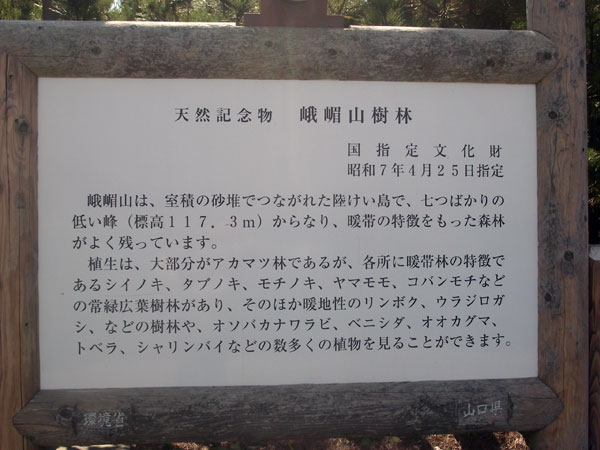 天然記念物　峨嵋山樹林
国指定文化財
昭和7年4月25日指定
峨嵋山は、室積の砂堆でつながれた陸けい島で、七つばかりの
低い峰（標高１１７．３ｍ）からなり、暖帯の特徴をもった森林
がよく残っています。
植生は、大部分がアカマツ林であるが、各所に暖帯林の特徴で
あるシイノキ、タブノキ、モチノキ、ヤマモモ、コバンモチなど
の常緑広葉樹林があり、そのほか暖地性のリンボク、ウラジロガ
シ、などの樹林や、オソバカナワラビ、ベニシダ、オオカグマ、
トベラ、シャリンバイなどの数多くの植物を見ることができます。
環境省
山口県